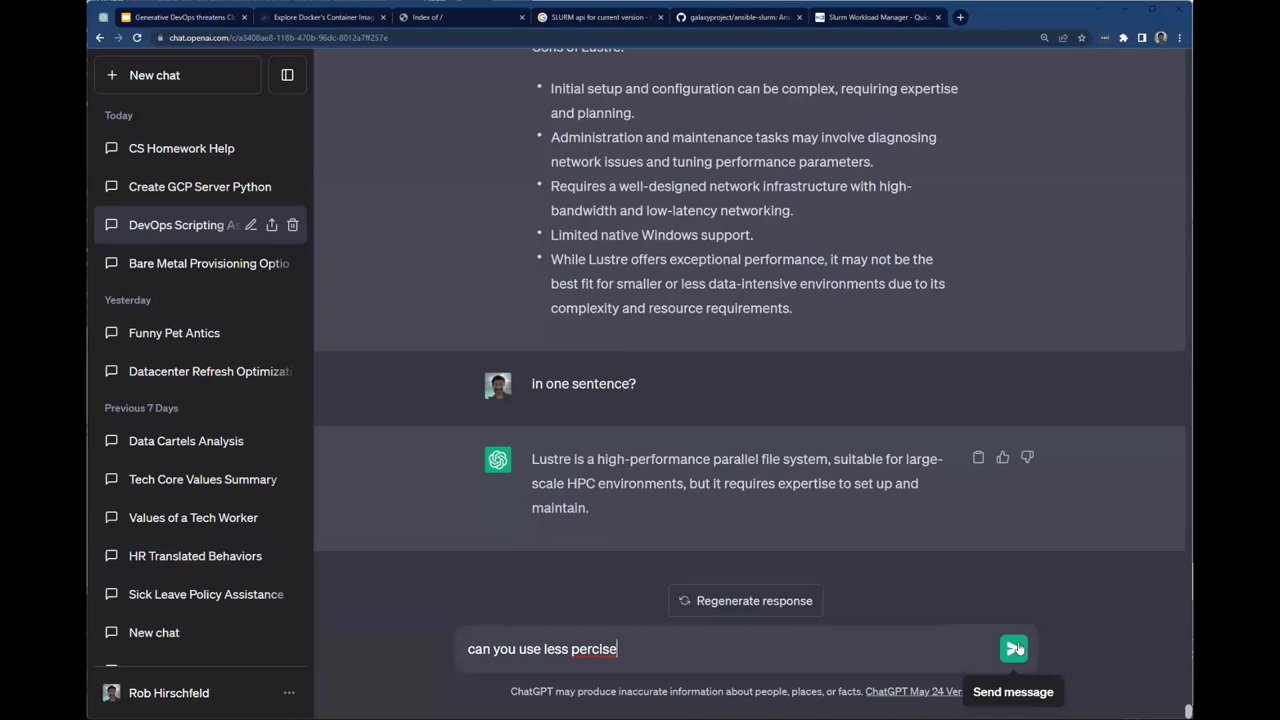 Generative DevOps threatens Cl
Explore Docker's Container Imag
Index of /
SLURM api for current version -
galaxyproject/ansible-slurm: An
Slurm Workload Manager - Quic
chat.openai.com/c/a3408ae8-118b-470b-96dc-8012a7ff257e
New chat
Today
CS Homework Help
Create GCP Server Python
DevOps Scripting As
Bare Metal Provisioning Optio
Yesterday
Funny Pet Antics
Datacenter Refresh Optimizati
Previous 7 Days
Data Cartels Analysis
Tech Core Values Summary
Values of a Tech Worker
HR Translated Behaviors
Sick Leave Policy Assistance
New chat
Rob Hirschfeld
Cons of Lustre:
• Initial setup and configuration can be complex, requiring expertise
and planning.
• Administration and maintenance tasks may involve diagnosing
network issues and tuning performance parameters.
• Requires a well-designed network infrastructure with high-
bandwidth and low-latency networking.
• Limited native Windows support.
• While Lustre offers exceptional performance, it may not be the
best fit for smaller or less data-intensive environments due to its
complexity and resource requirements.
in one sentence?
Lustre is a high-performance parallel file system, suitable for large-
scale HPC environments, but it requires expertise to set up and
maintain.
Regenerate response
can you use less percise
Send message
ChatGPT may produce inaccurate information about people, places, or facts. ChatGPT May 24 Ver